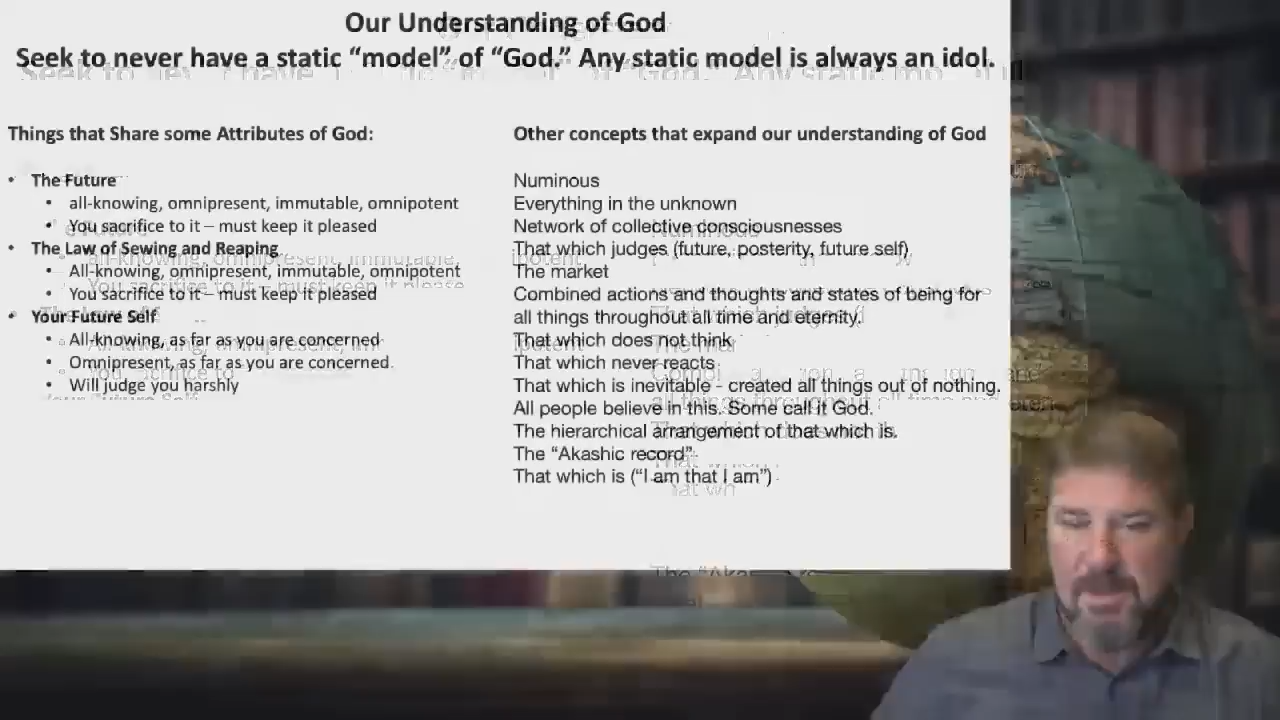 Our Understanding of God
Seek to never have a static “model” of “God.” Any static model is always an idol.
Things that Share some Attributes of God:
• The Future
• all-knowing, omnipresent, immutable, omnipotent
• You sacrifice to it – must keep it pleased
• The Law of Sewing and Reaping
• All-knowing, omnipresent, immutable, omnipotent
• You sacrifice to it – must keep it pleased
• Your Future Self
• All-knowing, as far as you are concerned
• Omnipresent, as far as you are concerned
• Will judge you harshly
Other concepts that expand our understanding of God
Numinous
Everything in the unknown
Network of collective consciousnesses
That which judges (future, posterity, future self)
The market
Combined actions and thoughts and states of being for
all things throughout all time and eternity.
That which does not think
That which never reacts
That which is inevitable - created all things out of nothing.
All people believe in this. Some call it God.
The hierarchical arrangement of that which is.
The “Akashic record”
That which is (“I am that I am”)